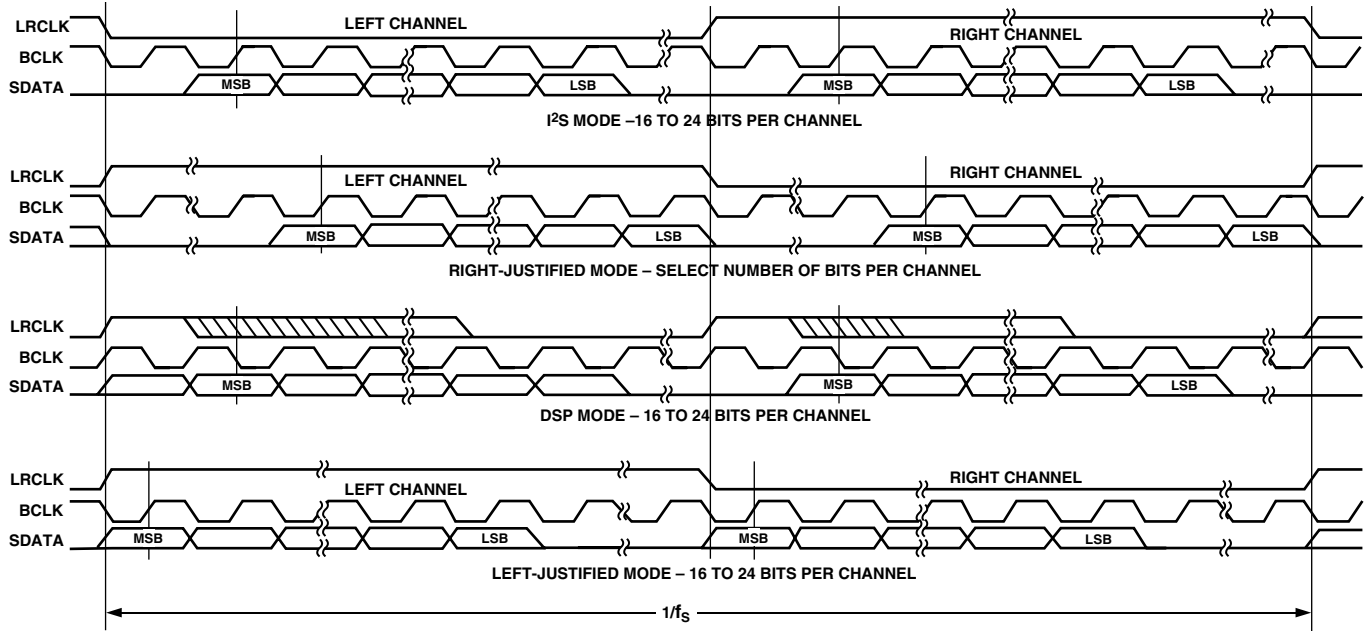 LRCLK LEFT CHANNEL RIGHT CHANNEL
BCLK
SDATA MSB LSB MSB LSB
I²S MODE –16 TO 24 BITS PER CHANNEL
LRCLK LEFT CHANNEL RIGHT CHANNEL
BCLK
SDATA MSB LSB MSB LSB
RIGHT-JUSTIFIED MODE – SELECT NUMBER OF BITS PER CHANNEL
LRCLK
BCLK
SDATA MSB MSB LSB
DSP MODE – 16 TO 24 BITS PER CHANNEL
LRCLK LEFT CHANNEL RIGHT CHANNEL
BCLK
SDATA MSB LSB MSB LSB
LEFT-JUSTIFIED MODE – 16 TO 24 BITS PER CHANNEL
1/fS